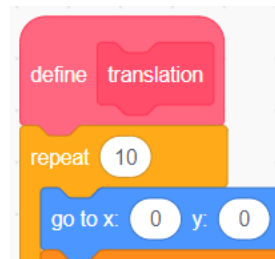 define translation
repeat 10
go to x: 0 y: 0